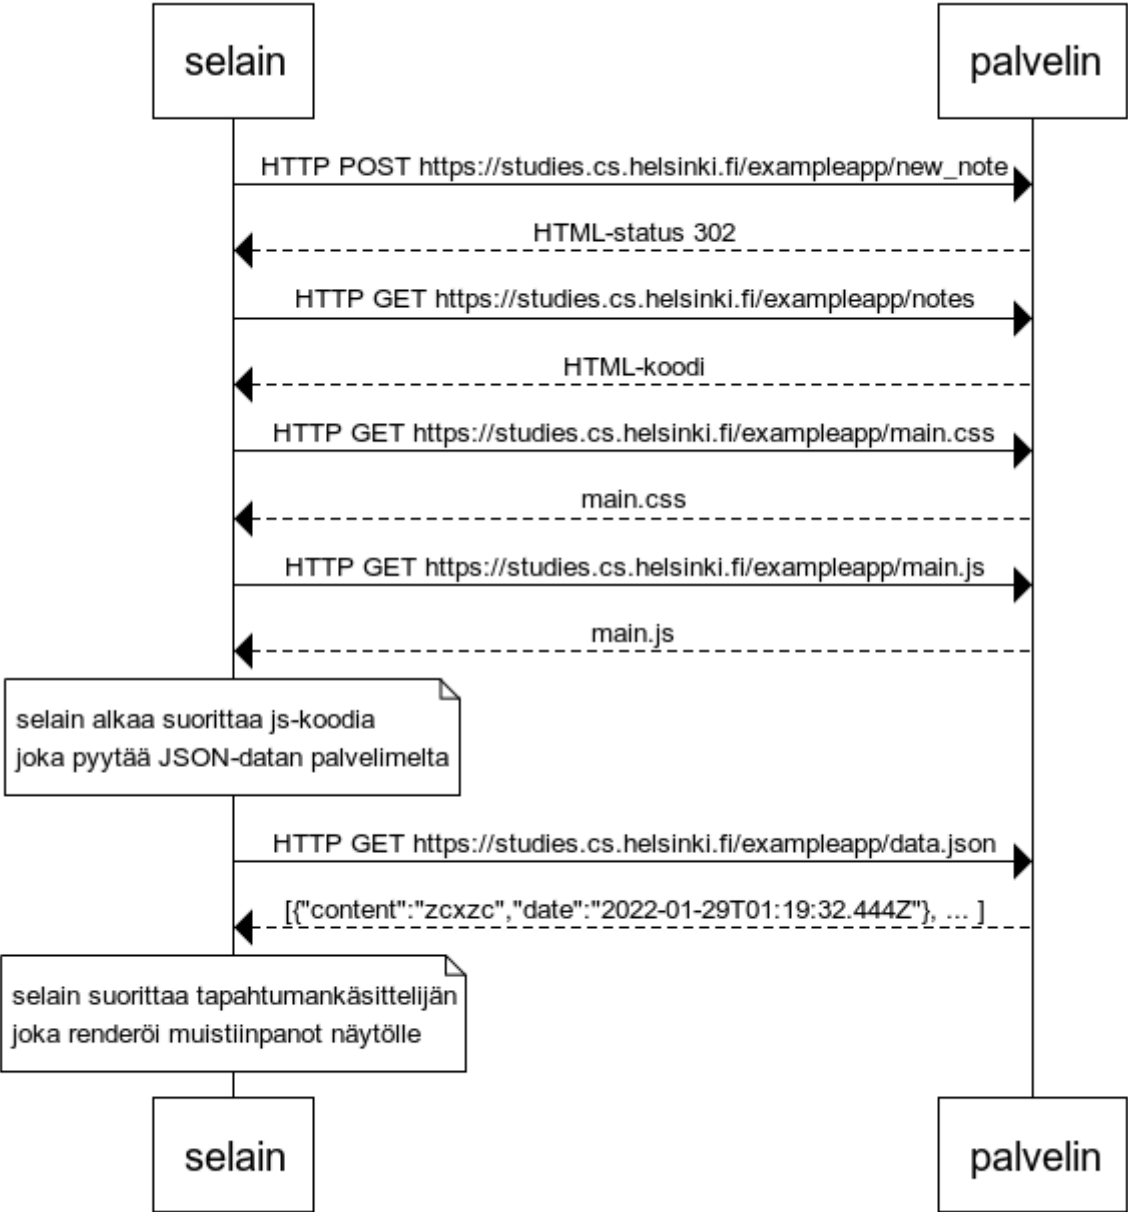 selain palvelin
HTTP POST https://studies.cs.helsinki.fi/exampleapp/new_note
HTML-status 302
HTTP GET https://studies.cs.helsinki.fi/exampleapp/notes
HTML-koodi
HTTP GET https://studies.cs.helsinki.fi/exampleapp/main.css
main.css
HTTP GET https://studies.cs.helsinki.fi/exampleapp/main.js
main.js
selain alkaa suorittaa js-koodia
joka pyytää JSON-datan palvelimelta
HTTP GET https://studies.cs.helsinki.fi/exampleapp/data.json
[{"content":"zcxzc","date":"2022-01-29T01:19:32.444Z"}, ... ]
selain suorittaa tapahtumankäsittelijän
joka renderöi muistiinpanot näytölle
selain palvelin